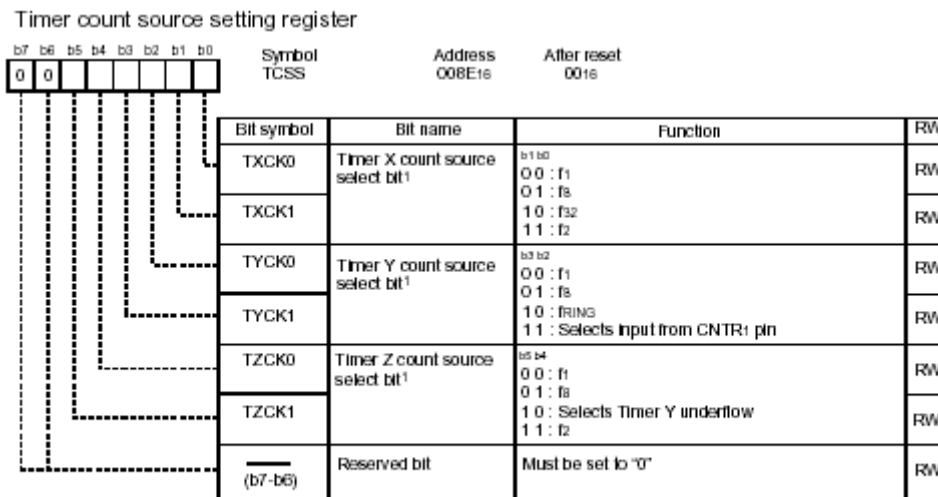 Timer count source setting register
b7 b6 b5 b4 b3 b2 b1 b0
0 0
Symbol Address After reset
TCSS 008E16 0016
Bit symbol Bit name Function RW
TXCK0 Timer X count source select bit1 b1 b0 RW
0 0 : f1
0 1 : f8
TXCK1 1 0 : f32 RW
1 1 : f2
TYCK0 Timer Y count source select bit1 b3 b2 RW
0 0 : f1
0 1 : f8
TYCK1 1 0 : fRING RW
1 1 : Selects input from CNTR1 pin
TZCK0 Timer Z count source select bit1 b5 b4 RW
0 0 : f1
0 1 : f8
TZCK1 1 0 : Selects Timer Y underflow RW
1 1 : f2
(b7-b6) Reserved bit Must be set to “0” RW